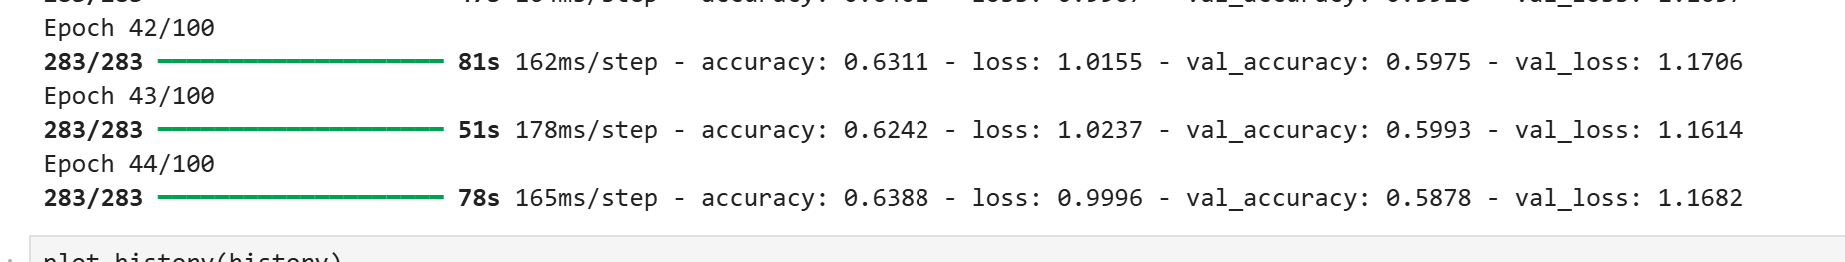 Epoch 42/100
283/283 81s 162ms/step - accuracy: 0.6311 - loss: 1.0155 - val_accuracy: 0.5975 - val_loss: 1.1706
Epoch 43/100
283/283 51s 178ms/step - accuracy: 0.6242 - loss: 1.0237 - val_accuracy: 0.5993 - val_loss: 1.1614
Epoch 44/100
283/283 78s 165ms/step - accuracy: 0.6388 - loss: 0.9996 - val_accuracy: 0.5878 - val_loss: 1.1682
plot_history(history)